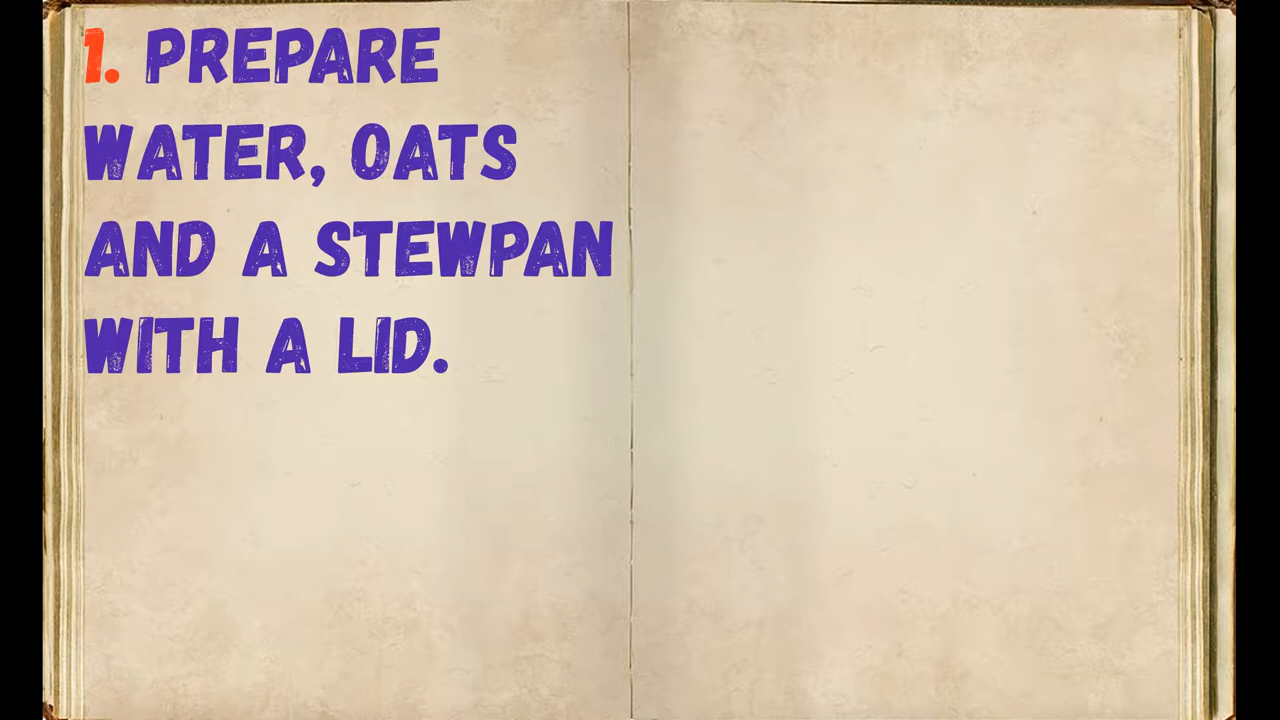 1. PREPARE
WATER, OATS
AND A STEWPAN
WITH A LID.